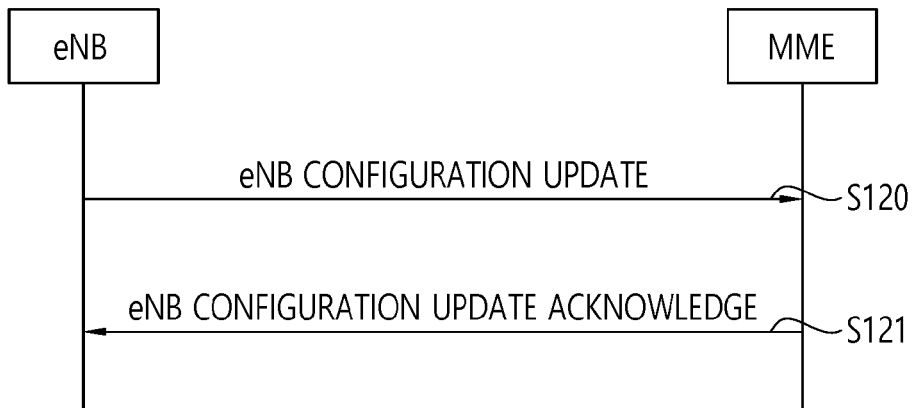 eNB
MME
eNB CONFIGURATION UPDATE
S120
eNB CONFIGURATION UPDATE ACKNOWLEDGE
S121